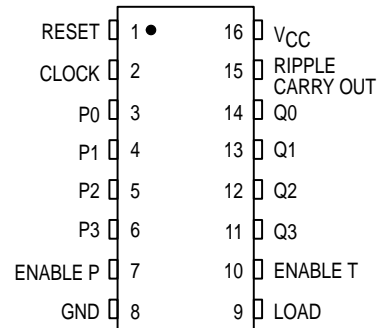 RESET 1 16 VCC
CLOCK 2 15 RIPPLE
CARRY OUT
P0 3 14 Q0
P1 4 13 Q1
P2 5 12 Q2
P3 6 11 Q3
ENABLE P 7 10 ENABLE T
GND 8 9 LOAD